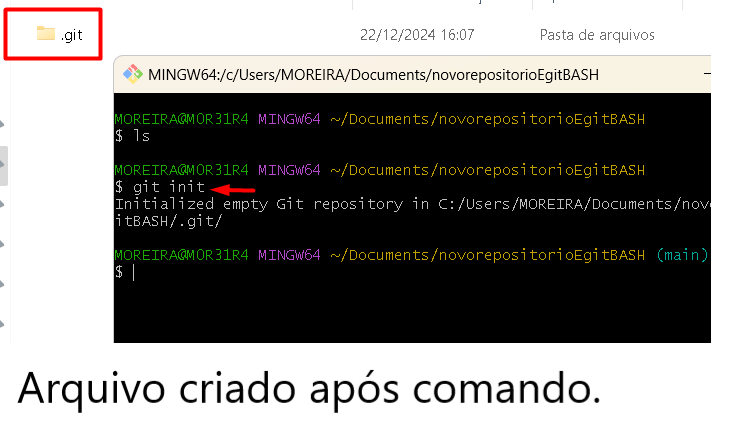 .git 22/12/2024 16:07 Pasta de arquivos
MINGW64:/c/Users/MOREIRA/Documents/novorepositorioEgitBASH
MOREIRA@MOR31R4 MINGW64 ~/Documents/novorepositorioEgitBASH
$ ls
MOREIRA@MOR31R4 MINGW64 ~/Documents/novorepositorioEgitBASH
$ git init
Initialized empty Git repository in C:/Users/MOREIRA/Documents/nov
itBASH/.git/
MOREIRA@MOR31R4 MINGW64 ~/Documents/novorepositorioEgitBASH (main)
$
Arquivo criado após comando.